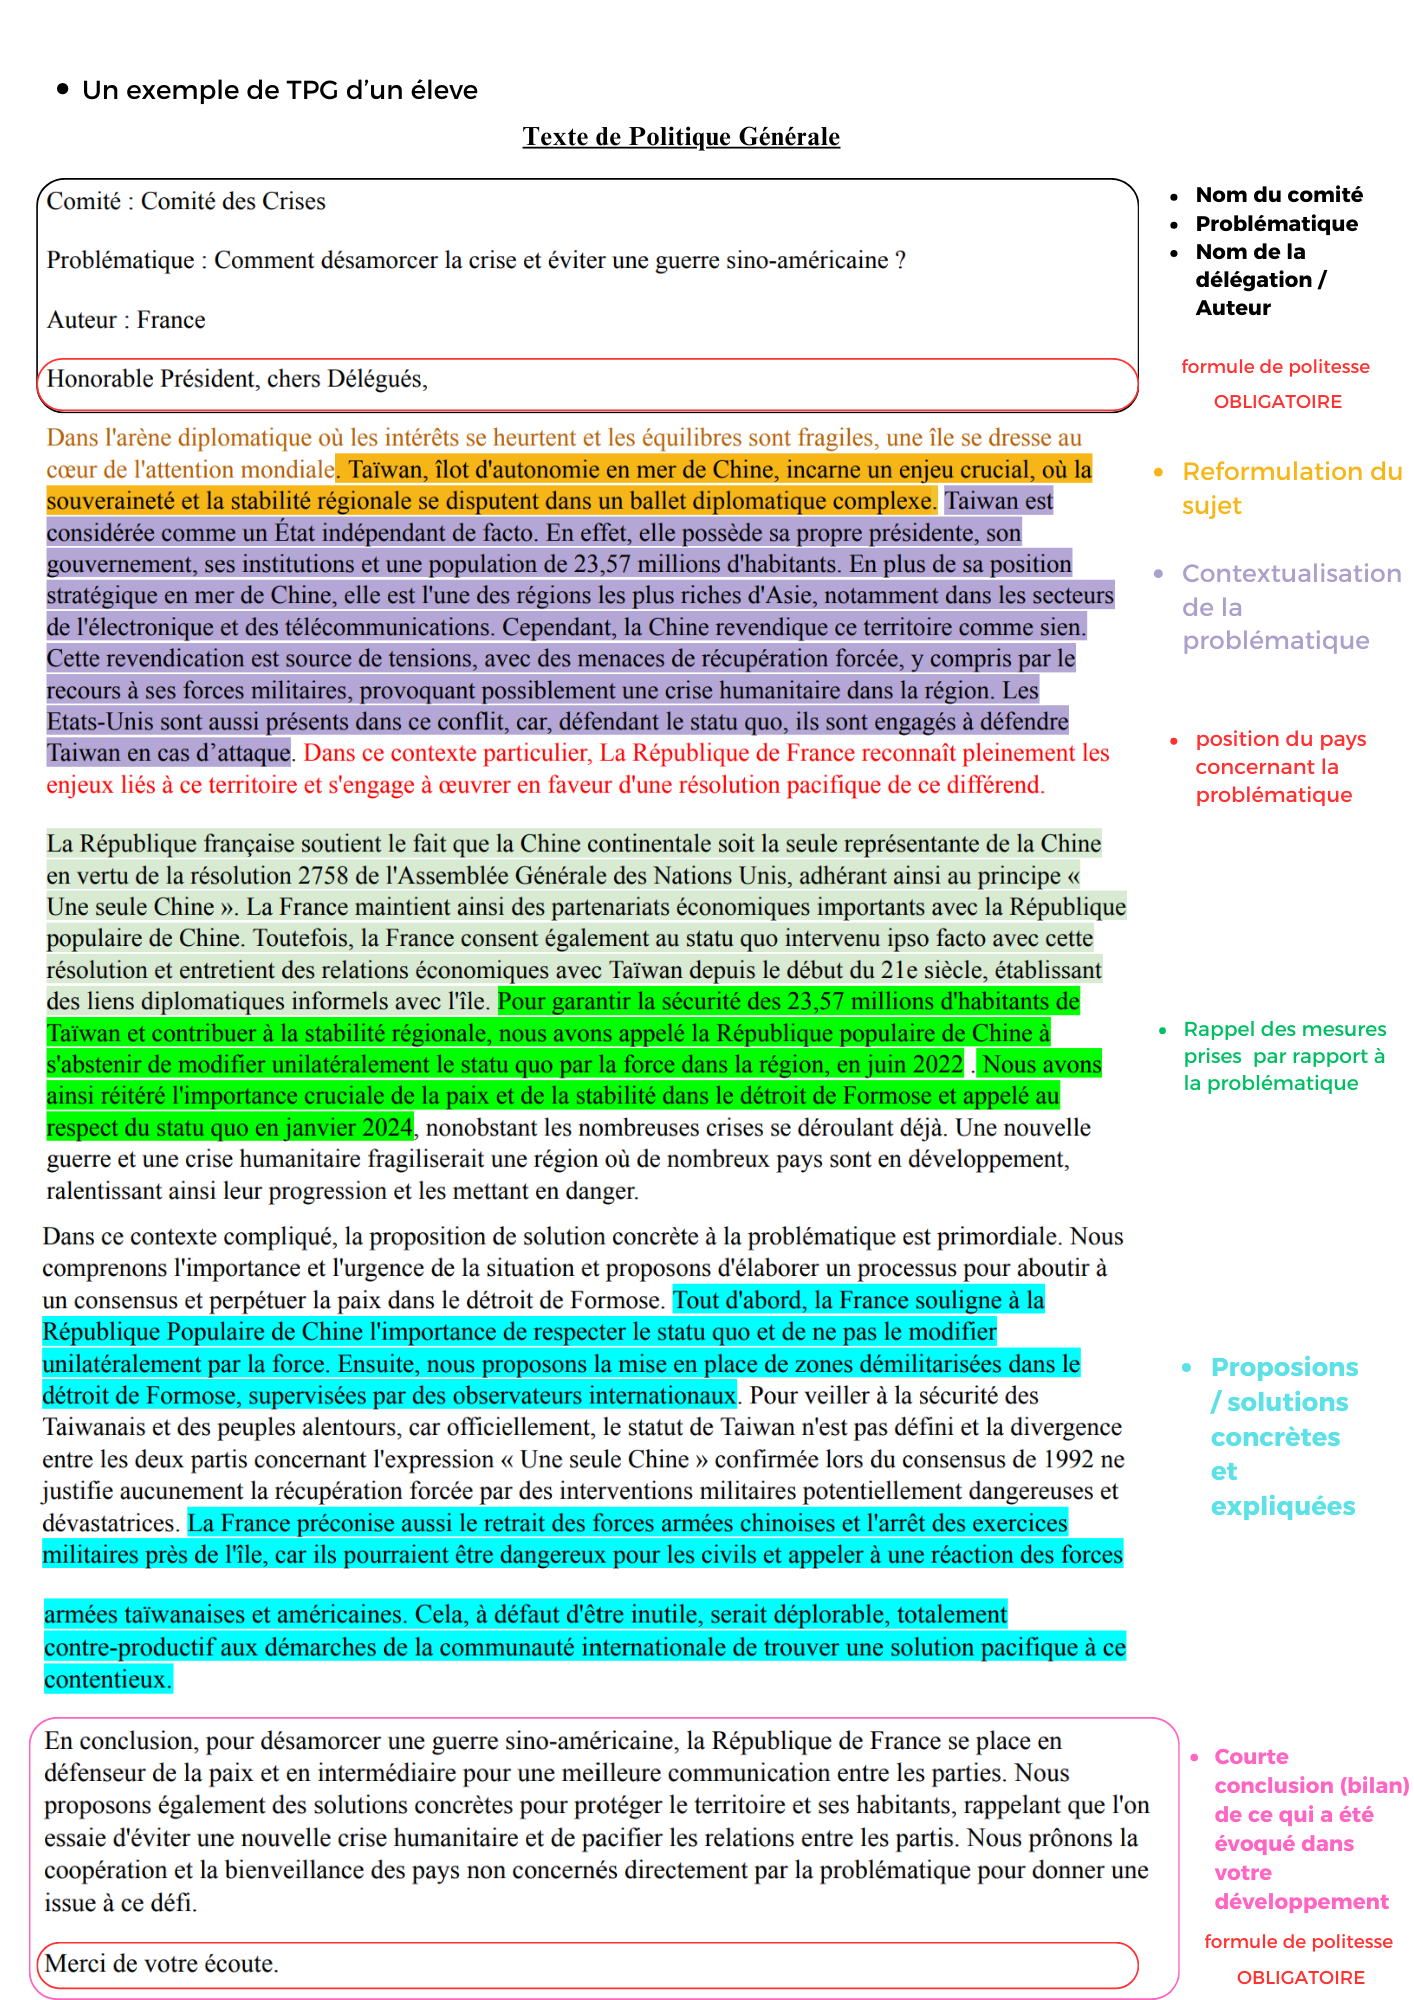 • Un exemple de TPG d’un éleve
Texte de Politique Générale
Comité : Comité des Crises
Problématique : Comment désamorcer la crise et éviter une guerre sino-américaine ?
Auteur : France
Honorable Président, chers Délégués,
• Nom du comité
• Problématique
• Nom de la
délégation /
Auteur
formule de politesse
OBLIGATOIRE
Dans l'arène diplomatique où les intérêts se heurtent et les équilibres sont fragiles, une île se dresse au
cœur de l'attention mondiale. Taïwan, îlot d'autonomie en mer de Chine, incarne un enjeu crucial, où la
souveraineté et la stabilité régionale se disputent dans un ballet diplomatique complexe. Taiwan est
considérée comme un État indépendant de facto. En effet, elle possède sa propre présidente, son
gouvernement, ses institutions et une population de 23,57 millions d'habitants. En plus de sa position
stratégique en mer de Chine, elle est l'une des régions les plus riches d'Asie, notamment dans les secteurs
de l'électronique et des télécommunications. Cependant, la Chine revendique ce territoire comme sien.
Cette revendication est source de tensions, avec des menaces de récupération forcée, y compris par le
recours à ses forces militaires, provoquant possiblement une crise humanitaire dans la région. Les
Etats-Unis sont aussi présents dans ce conflit, car, défendant le statu quo, ils sont engagés à défendre
Taiwan en cas d’attaque. Dans ce contexte particulier, La République de France reconnaît pleinement les
enjeux liés à ce territoire et s'engage à œuvrer en faveur d'une résolution pacifique de ce différend.
• Reformulation du
sujet
• Contextualisation
de la
problématique
• position du pays
concernant la
problématique
La République française soutient le fait que la Chine continentale soit la seule représentante de la Chine
en vertu de la résolution 2758 de l'Assemblée Générale des Nations Unis, adhérant ainsi au principe «
Une seule Chine ». La France maintient ainsi des partenariats économiques importants avec la République
populaire de Chine. Toutefois, la France consent également au statu quo intervenu ipso facto avec cette
résolution et entretient des relations économiques avec Taïwan depuis le début du 21e siècle, établissant
des liens diplomatiques informels avec l'île. Pour garantir la sécurité des 23,57 millions d'habitants de
Taïwan et contribuer à la stabilité régionale, nous avons appelé la République populaire de Chine à
s'abstenir de modifier unilatéralement le statu quo par la force dans la région, en juin 2022 . Nous avons
ainsi réitéré l'importance cruciale de la paix et de la stabilité dans le détroit de Formose et appelé au
respect du statu quo en janvier 2024, nonobstant les nombreuses crises se déroulant déjà. Une nouvelle
guerre et une crise humanitaire fragiliserait une région où de nombreux pays sont en développement,
ralentissant ainsi leur progression et les mettant en danger.
• Rappel des mesures
prises par rapport à
la problématique
Dans ce contexte compliqué, la proposition de solution concrète à la problématique est primordiale. Nous
comprenons l'importance et l'urgence de la situation et proposons d'élaborer un processus pour aboutir à
un consensus et perpétuer la paix dans le détroit de Formose. Tout d'abord, la France souligne à la
République Populaire de Chine l'importance de respecter le statu quo et de ne pas le modifier
unilatéralement par la force. Ensuite, nous proposons la mise en place de zones démilitarisées dans le
détroit de Formose, supervisées par des observateurs internationaux. Pour veiller à la sécurité des
Taiwanais et des peuples alentours, car officiellement, le statut de Taiwan n'est pas défini et la divergence
entre les deux partis concernant l'expression « Une seule Chine » confirmée lors du consensus de 1992 ne
justifie aucunement la récupération forcée par des interventions militaires potentiellement dangereuses et
dévastatrices. La France préconise aussi le retrait des forces armées chinoises et l'arrêt des exercices
militaires près de l'île, car ils pourraient être dangereux pour les civils et appeler à une réaction des forces
armées taïwanaises et américaines. Cela, à défaut d'être inutile, serait déplorable, totalement
contre-productif aux démarches de la communauté internationale de trouver une solution pacifique à ce
contentieux.
• Proposions
/ solutions
concrètes
et
expliquées
En conclusion, pour désamorcer une guerre sino-américaine, la République de France se place en
défenseur de la paix et en intermédiaire pour une meilleure communication entre les parties. Nous
proposons également des solutions concrètes pour protéger le territoire et ses habitants, rappelant que l'on
essaie d'éviter une nouvelle crise humanitaire et de pacifier les relations entre les partis. Nous prônons la
coopération et la bienveillance des pays non concernés directement par la problématique pour donner une
issue à ce défi.
Merci de votre écoute.
• Courte
conclusion (bilan)
de ce qui a été
évoqué dans
votre
développement
formule de politesse
OBLIGATOIRE